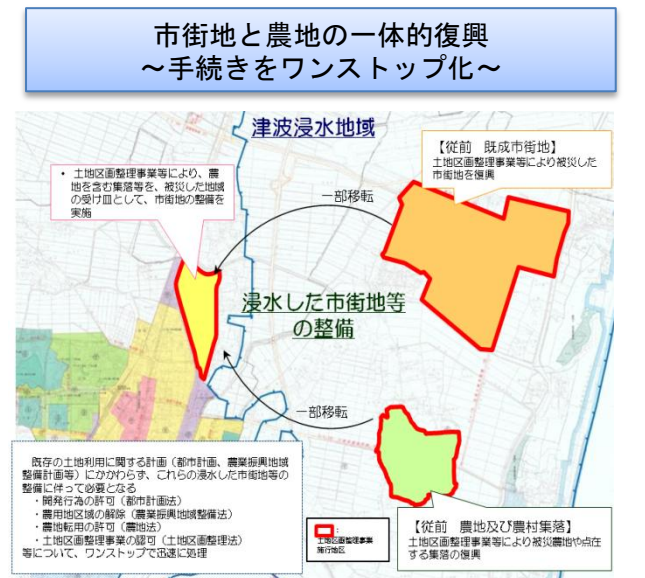 市街地と農地の一体的復興
～手続きをワンストップ化～
津波浸水地域
【従前　既成市街地】
土地区画整理事業等により被災した
市街地を復興
・ 土地区画整理事業等により、農
地を含む集落等を、被災した地域
の受け皿として、市街地の整備を
実施
一部移転
浸水した市街地等
の整備
一部移転
既存の土地利用に関する計画（都市計画、農業振興地域
整備計画等）にかかわらず、これらの浸水した市街地等の
整備に伴って必要となる
・開発行為の許可（都市計画法）
・農用地区域の解除（農業振興地域整備法）
・農地転用の許可（農地法）
・土地区画整理事業の認可（土地区画整理法）
等について、ワンストップで迅速に処理
：
土地区画整理事業
施行地区
【従前　農地及び農村集落】
土地区画整理事業等により被災農地や点在
する集落の復興